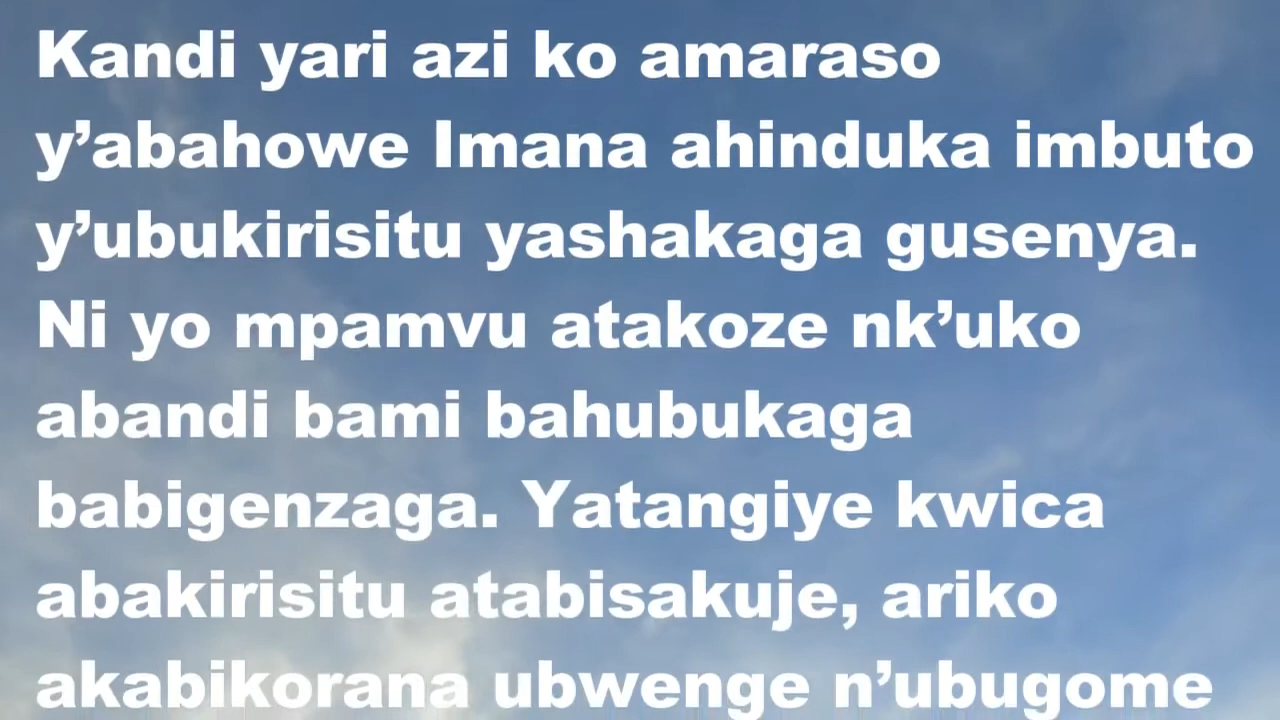 Kandi yari azi ko amaraso
y’abahowe Imana ahinduka imbuto
y’ubukirisitu yashakaga gusenya.
Ni yo mpamvu atakoze nk’uko
abandi bami bahubukaga
babigenzaga. Yatangiye kwica
abakirisitu atabisakuje, ariko
akabikorana ubwenge n’ubugome